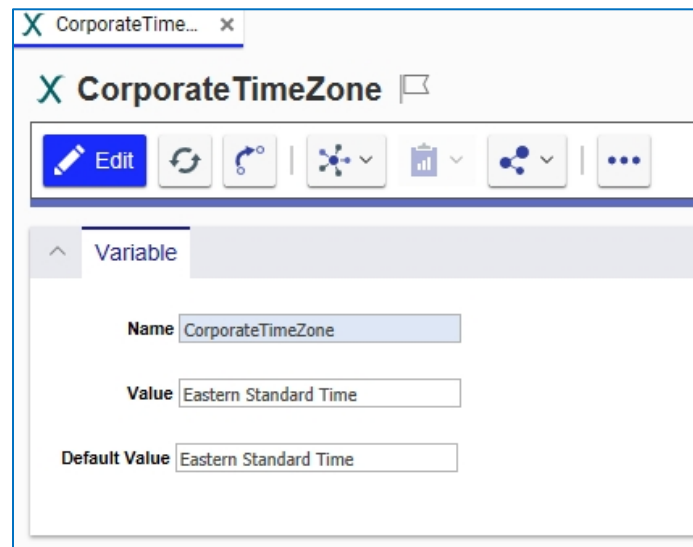 CorporateTime... ×
CorporateTimeZone
Edit
Variable
Name CorporateTimeZone
Value Eastern Standard Time
Default Value Eastern Standard Time